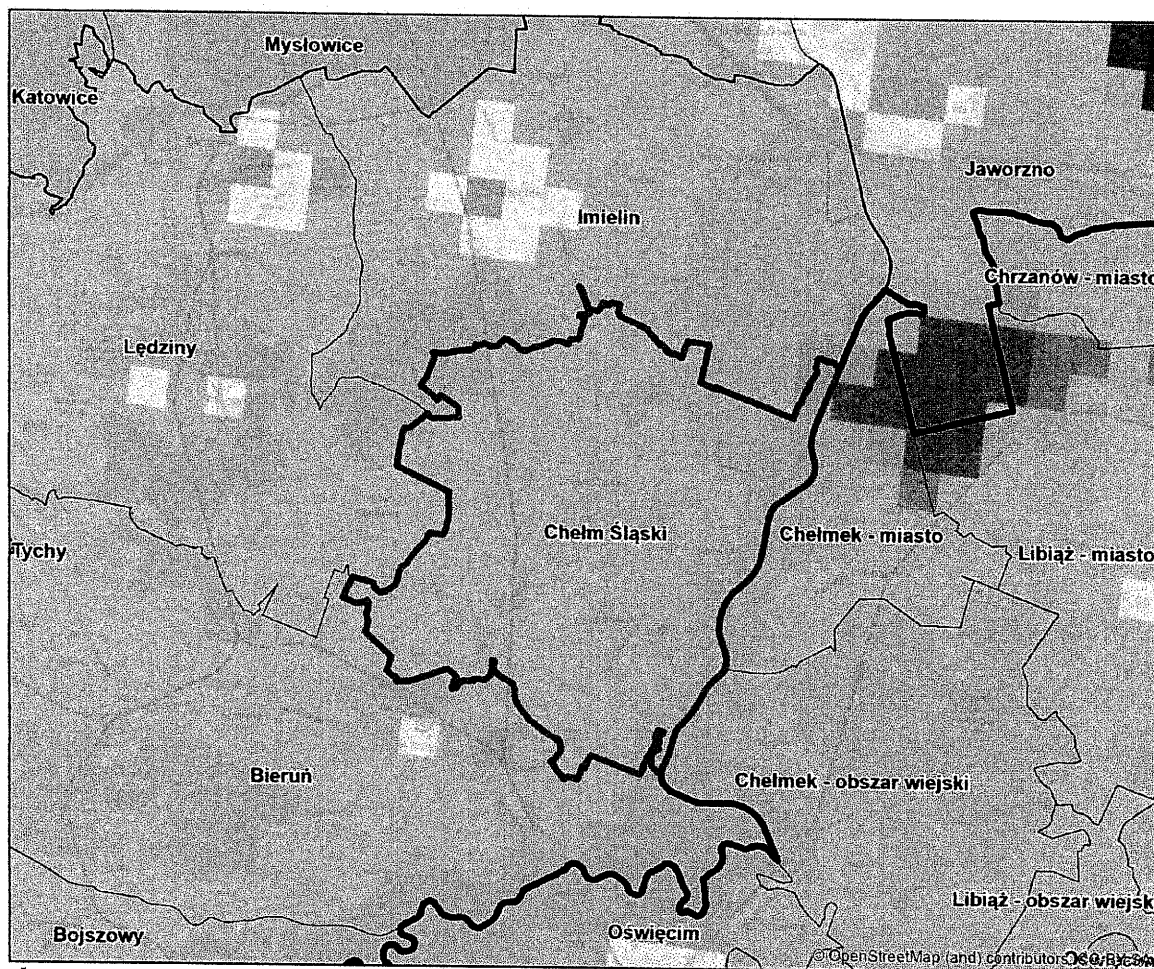 Mysłowice
Katowice
Jaworzno
Imielin
Chrzanów - miasto
Lędziny
Chełm Śląski
Chełmek - miasto
Tychy
Libiąż - miasto
Bieruń
Chełmek - obszar wiejski
Libiąż - obszar wiejsk
Bojszowy
Oświęcim
© OpenStreetMap (and) contributors